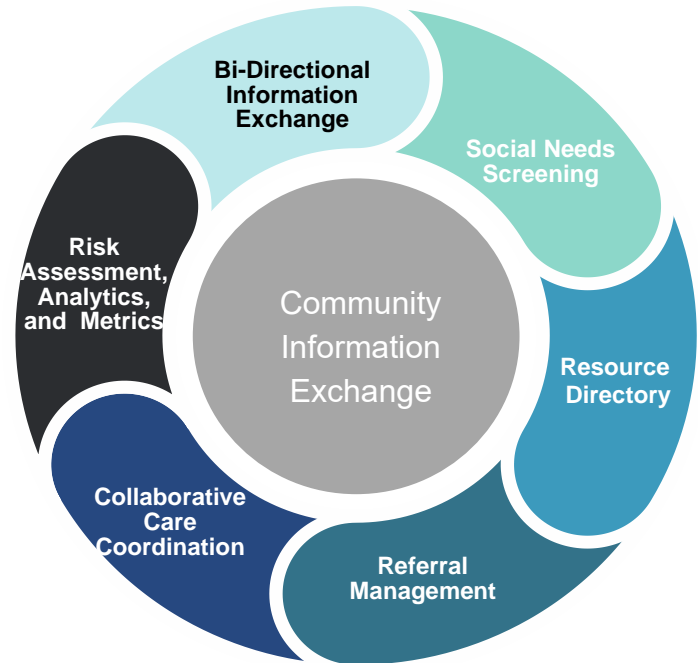 Bi-Directional
Information
Exchange
Social Needs
Screening
Resource
Directory
Referral
Management
Collaborative
Care
Coordination
Risk
Assessment,
Analytics,
and Metrics
Community
Information
Exchange